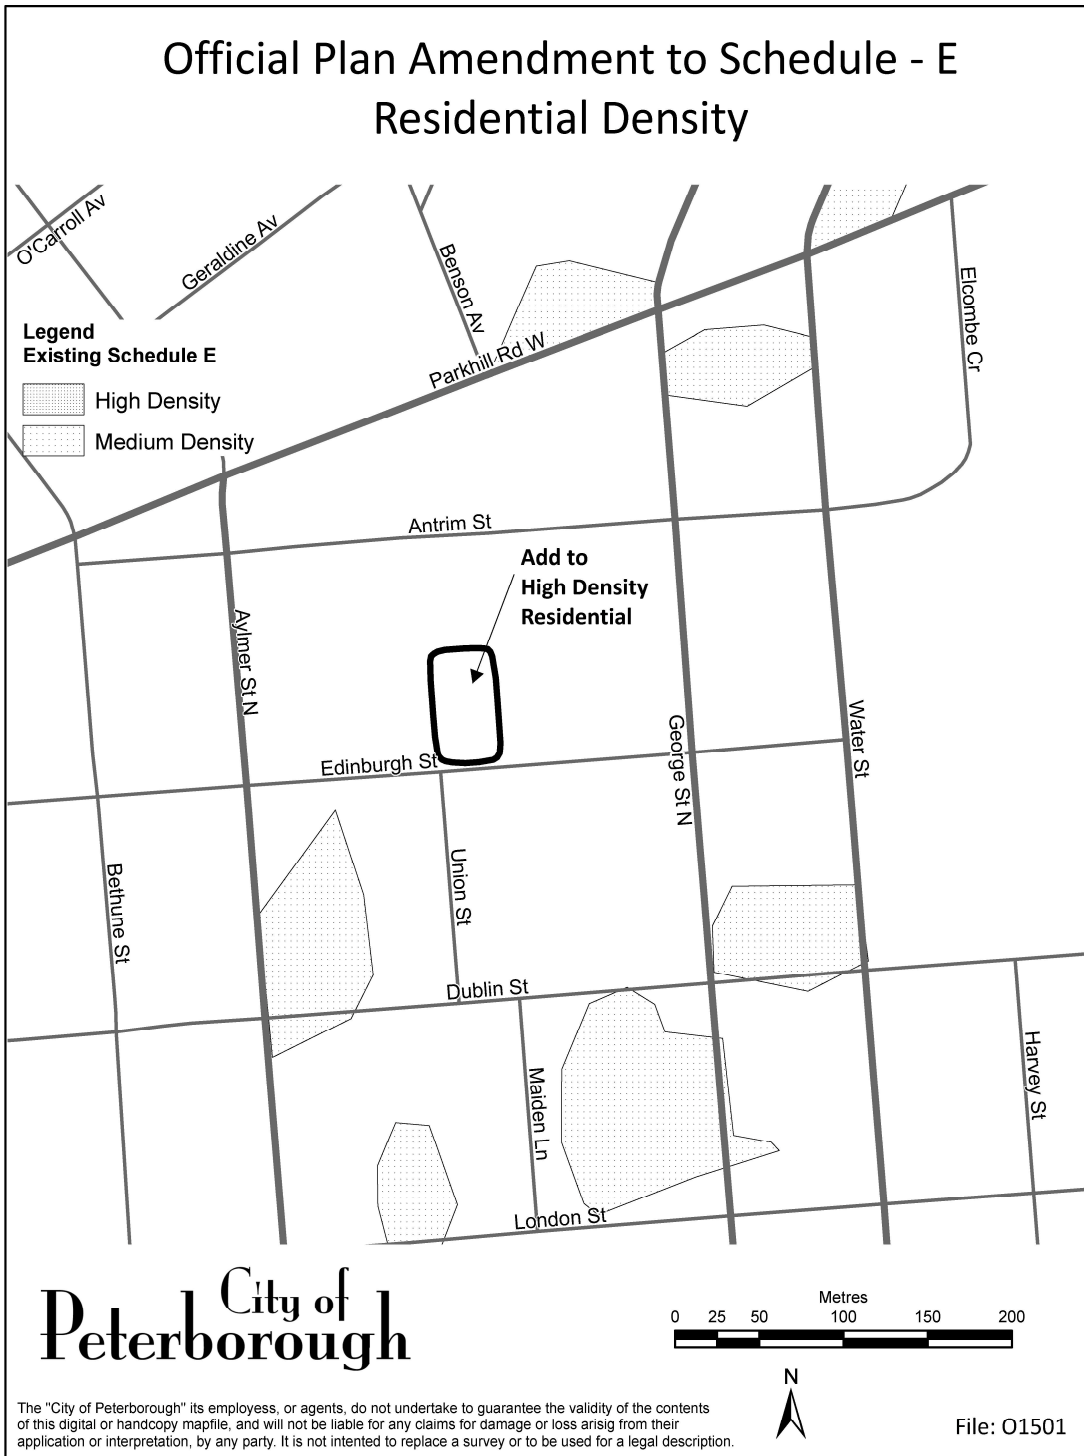 Official Plan Amendment to Schedule - E
Residential Density
O'Carroll Av
Geraldine Av
Benson Av
Elcombe Cr
Legend
Existing Schedule E
High Density
Medium Density
Parkhill Rd W
Antrim St
Add to
High Density
Residential
Aylmer St N
George St N
Water St
Edinburgh St
Bethune St
Union St
Dublin St
Maiden Ln
Harvey St
London St
City of
Peterborough
Metres
0 25 50 100 150 200
N
The "City of Peterborough" its employess, or agents, do not undertake to guarantee the validity of the contents
of this digital or handcopy mapfile, and will not be liable for any claims for damage or loss arisig from their
application or interpretation, by any party. It is not intended to replace a survey or to be used for a legal description.
File: O1501